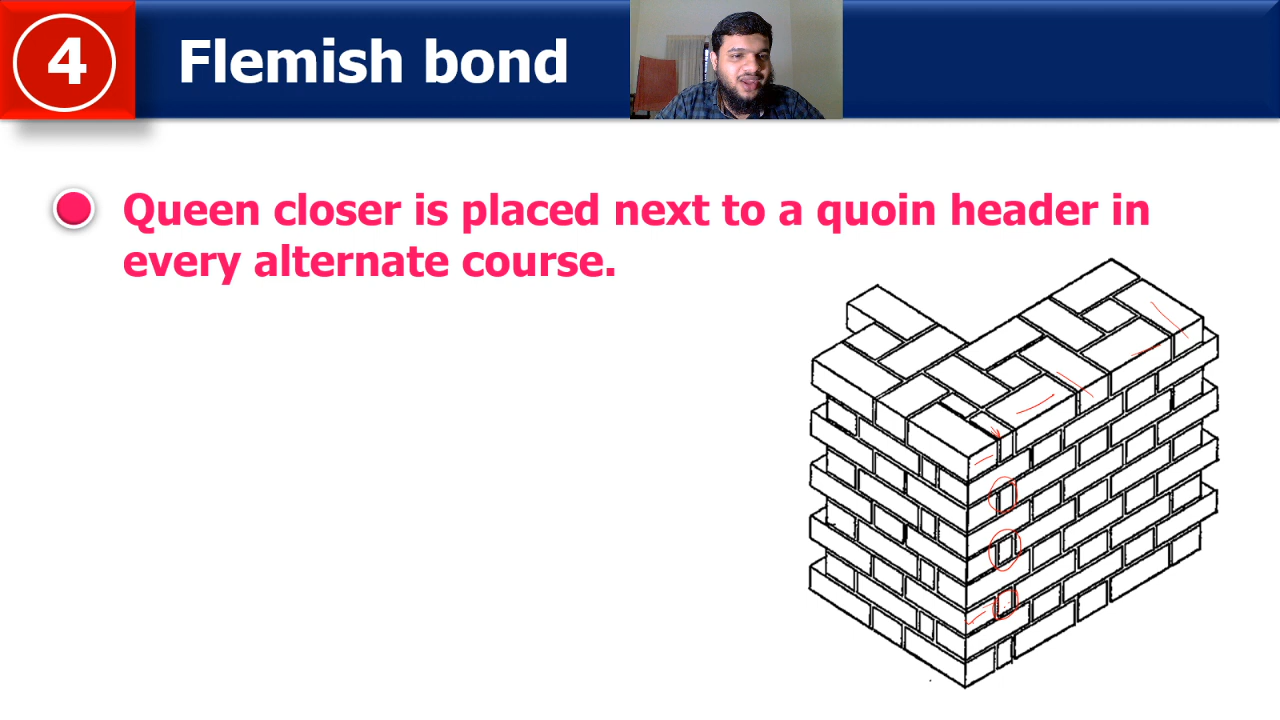 4
Flemish bond
Queen closer is placed next to a quoin header in
every alternate course.